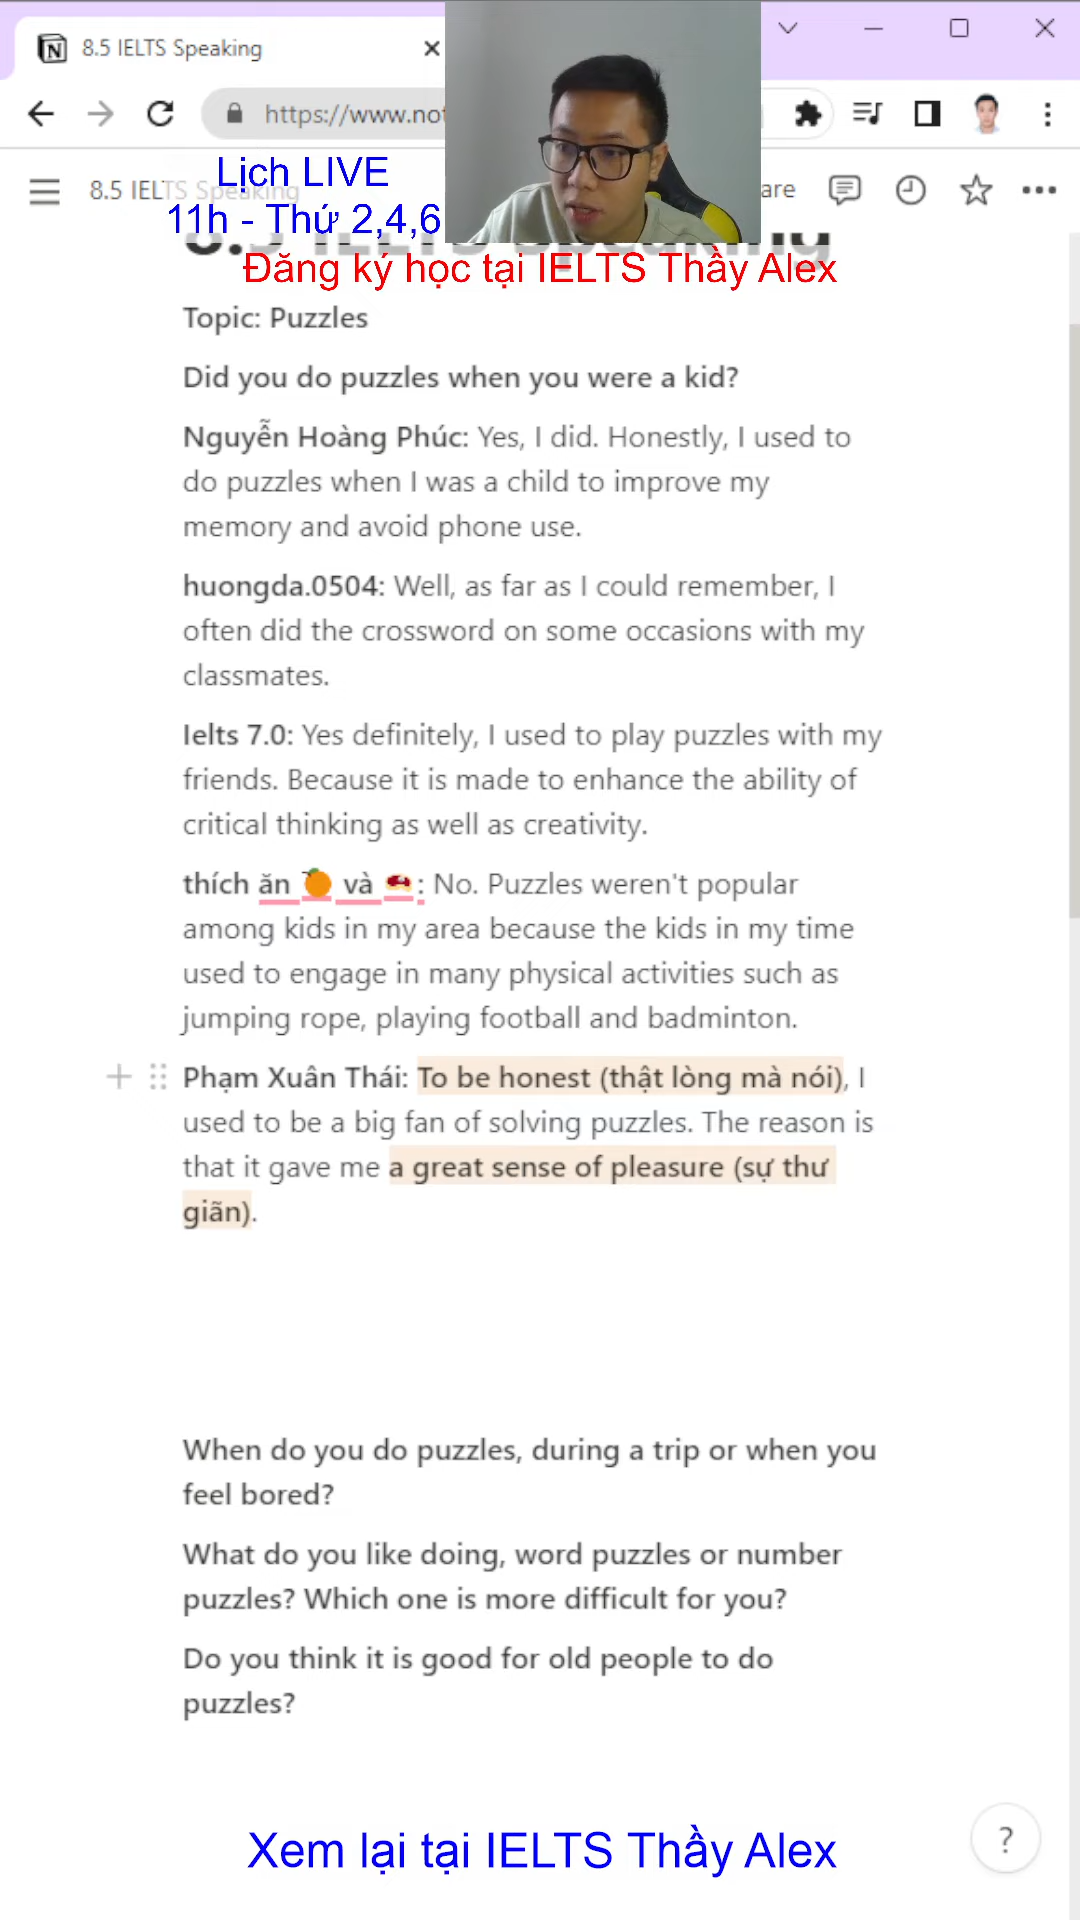 8.5 IELTS Speaking
https://www.not
8.5 IELTS Speaking
are
Lịch LIVE
11h - Thứ 2,4,6
8.5 IELTS Speaking
Đăng ký học tại IELTS Thầy Alex
Topic: Puzzles
Did you do puzzles when you were a kid?
Nguyễn Hoàng Phúc: Yes, I did. Honestly, I used to
do puzzles when I was a child to improve my
memory and avoid phone use.
huongda.0504: Well, as far as I could remember, I
often did the crossword on some occasions with my
classmates.
Ielts 7.0: Yes definitely, I used to play puzzles with my
friends. Because it is made to enhance the ability of
critical thinking as well as creativity.
thích ăn 🍊 và 🍰: No. Puzzles weren't popular
among kids in my area because the kids in my time
used to engage in many physical activities such as
jumping rope, playing football and badminton.
Phạm Xuân Thái: To be honest (thật lòng mà nói), I
used to be a big fan of solving puzzles. The reason is
that it gave me a great sense of pleasure (sự thư
giãn).
When do you do puzzles, during a trip or when you
feel bored?
What do you like doing, word puzzles or number
puzzles? Which one is more difficult for you?
Do you think it is good for old people to do
puzzles?
Xem lại tại IELTS Thầy Alex
?